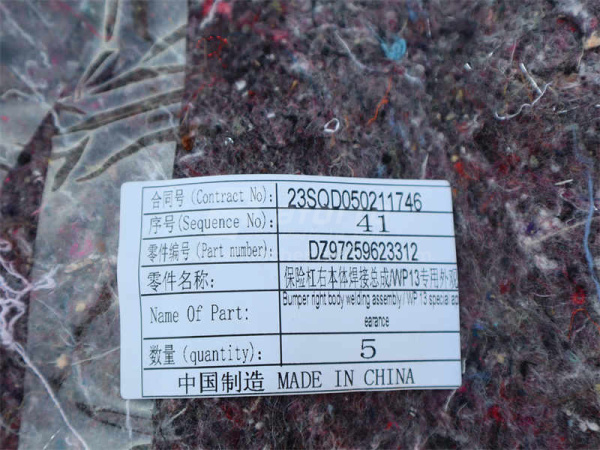 合同号(Contract No): 23SQD050211746
序号(Sequence No): 41
零件编号(Part number): DZ97259623312
零件名称: 保险杠右本体焊接总成/WP13专用外观
Name Of Part: Bumper right body welding assembly / WP 13 special ap
earance
数量(quantity): 5
中国制造 MADE IN CHINA